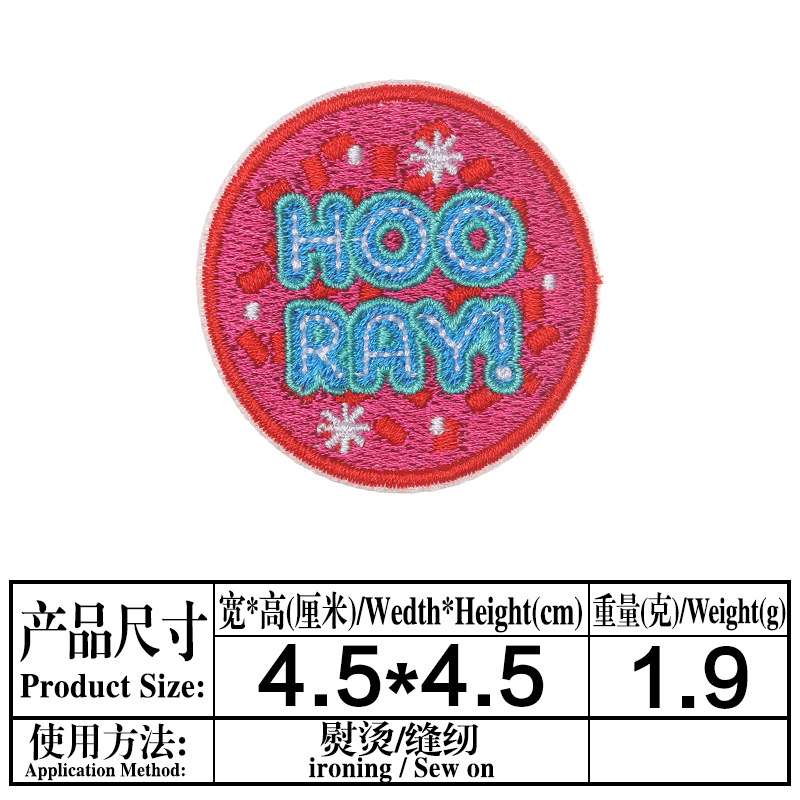 HOO
RAY!
产品尺寸
Product Size:
宽*高(厘米)/Wedth*Height(cm)
4.5*4.5
重量(克)/Weight(g)
1.9
使用方法:
Application Method:
熨烫/缝纫
ironing / Sew on